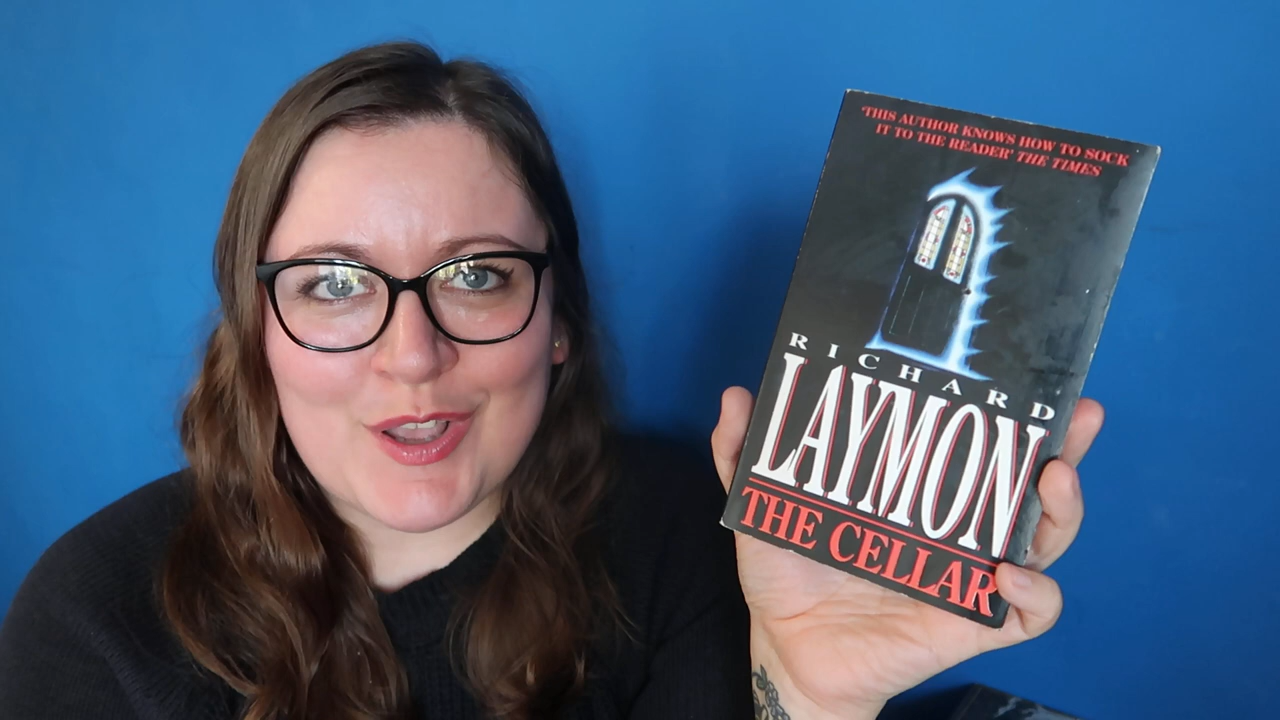 'THIS AUTHOR KNOWS HOW TO SOCK
IT TO THE READER' THE TIMES
RICHARD
LAYMON
THE CELLAR